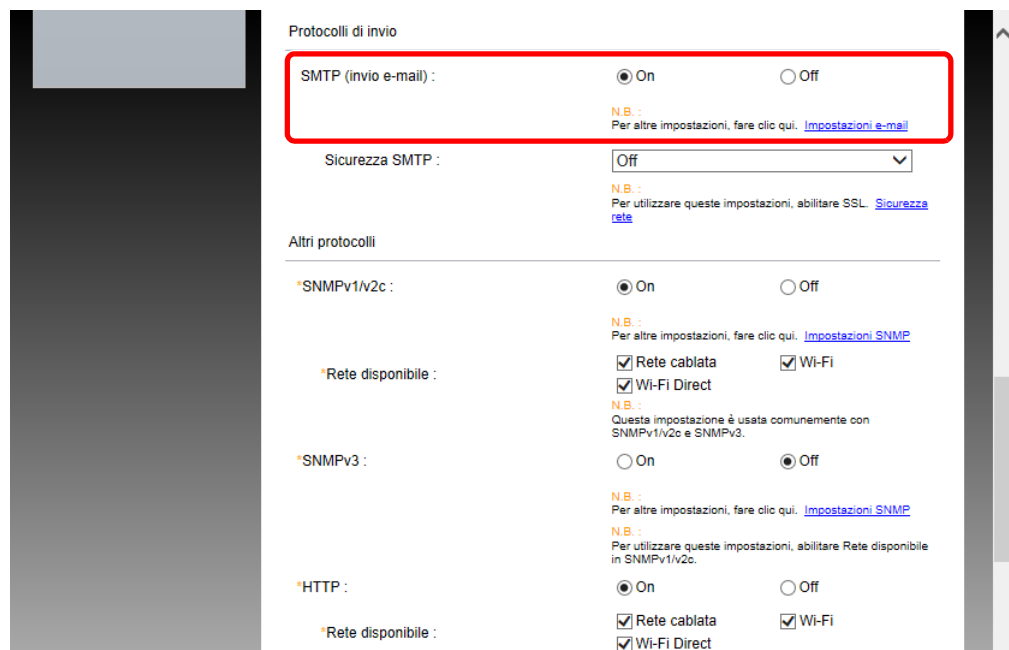 Protocolli di invio
SMTP (invio e-mail) : On Off
N.B. :
Per altre impostazioni, fare clic qui. Impostazioni e-mail
Sicurezza SMTP : Off
N.B. :
Per utilizzare queste impostazioni, abilitare SSL. Sicurezza
rete
Altri protocolli
*SNMPv1/v2c : On Off
N.B. :
Per altre impostazioni, fare clic qui. Impostazioni SNMP
*Rete disponibile : Rete cablata Wi-Fi
Wi-Fi Direct
N.B. :
Questa impostazione è usata comunemente con
SNMPv1/v2c e SNMPv3.
*SNMPv3 : On Off
N.B. :
Per altre impostazioni, fare clic qui. Impostazioni SNMP
N.B. :
Per utilizzare queste impostazioni, abilitare Rete disponibile
in SNMPv1/v2c.
*HTTP : On Off
*Rete disponibile : Rete cablata Wi-Fi
Wi-Fi Direct